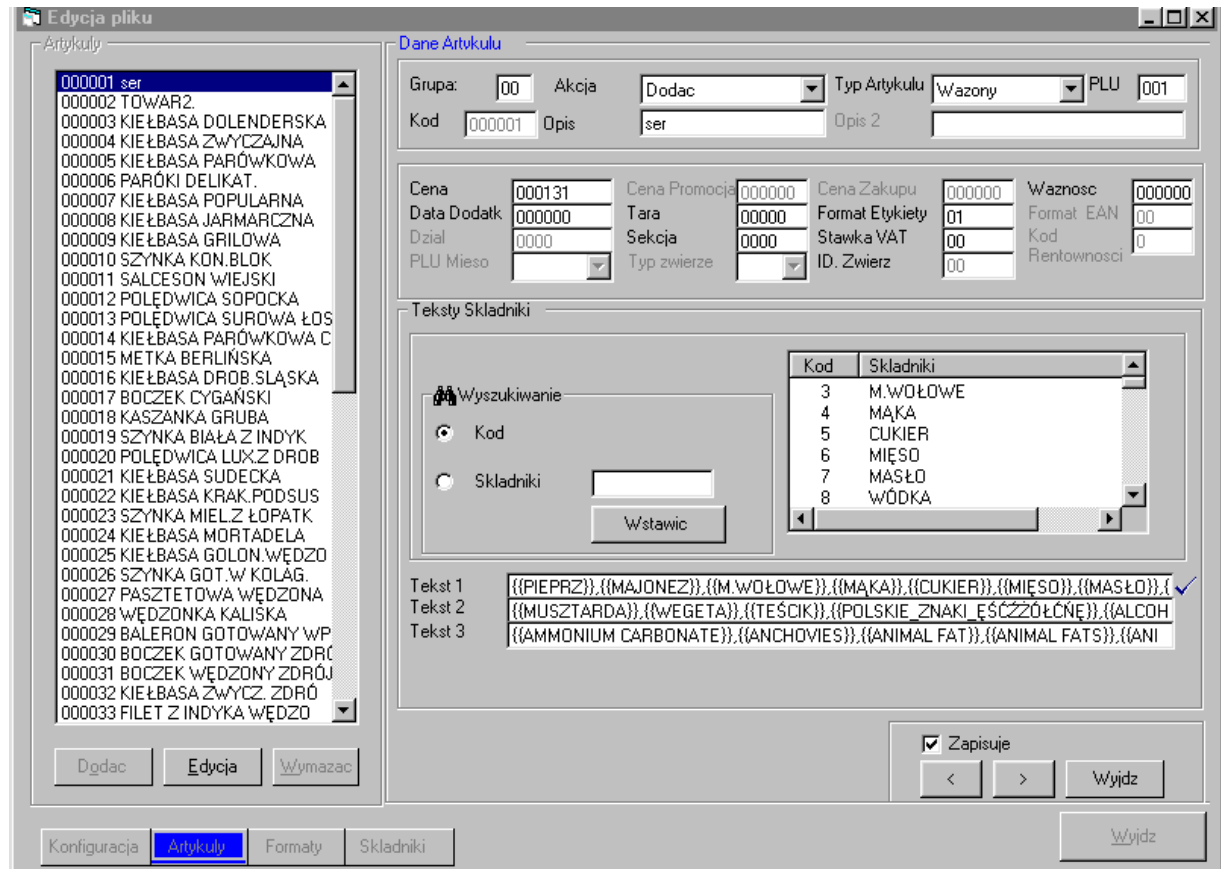 Edycja pliku
Artykuly
000001 ser
000002 TOWAR2.
000003 KIEŁBASA DOLENDERSKA
000004 KIEŁBASA ZWYCZAJNA
000005 KIEŁBASA PARÓWKOWA
000006 PARÓKI DELIKAT.
000007 KIEŁBASA POPULARNA
000008 KIEŁBASA JARMARCZNA
000009 KIEŁBASA GRILOWA
000010 SZYNKA KON.BLOK
000011 SALCESON WIEJSKI
000012 POLĘDWICA SOPOCKA
000013 POLĘDWICA SUROWA ŁOS
000014 KIEŁBASA PARÓWKOWA C
000015 METKA BERLIŃSKA
000016 KIEŁBASA DROB.SLĄSKA
000017 BOCZEK CYGAŃSKI
000018 KASZANKA GRUBA
000019 SZYNKA BIAŁA Z INDYK
000020 POLĘDWICA LUX.Z DROB
000021 KIEŁBASA SUDECKA
000022 KIEŁBASA KRAK.PODSUS
000023 SZYNKA MIEL.Z ŁOPATK
000024 KIEŁBASA MORTADELA
000025 KIEŁBASA GOLON.WĘDZO
000026 SZYNKA GOT.W KOLAG.
000027 PASZTETOWA WĘDZONA
000028 WĘDZONKA KALISKA
000029 BALERON GOTOWANY WP
000030 BOCZEK GOTOWANY ZDRÓ
000031 BOCZEK WĘDZONY ZDRÓJ
000032 KIEŁBASA ZWYCZ. ZDRÓ
000033 FILET Z INDYKA WĘDZO
Dodac Edycja Wymazac
Dane Artykulu
Grupa: 00 Akcja Dodac Typ Artykulu Wazony PLU 001
Kod 000001 Opis ser Opis 2
Cena 000131 Cena Promocja 000000 Cena Zakupu 000000 Waznosc 000000
Data Dodatk 000000 Tara 00000 Format Etykiety 01 Format EAN 00
Dzial 0000 Sekcja 0000 Stawka VAT 00 Kod Rentownosci 0
PLU Mieso Typ zwierze ID. Zwierz 00
Teksty Skladniki
Wyszukiwanie
Kod
Skladniki
Wstawic
Kod Skladniki
3 M.WOŁOWE
4 MĄKA
5 CUKIER
6 MIĘSO
7 MASŁO
8 WÓDKA
Tekst 1 {{PIEPRZ}},{{MAJONEZ}},{{M.WOŁOWE}},{{MĄKA}},{{CUKIER}},{{MIĘSO}},{{MASŁO}},{
Tekst 2 {{MUSZTARDA}},{{WEGETA}},{{TEŚCIK}},{{POLSKIE_ZNAKI_ĘŚĆŻŹÓŁĆŃĘ}},{{ALCOH
Tekst 3 {{AMMONIUM CARBONATE}},{{ANCHOVIES}},{{ANIMAL FAT}},{{ANIMAL FATS}},{{ANI
Zapisuje
< > Wyjdz
Konfiguracja Artykuly Formaty Skladniki
Wyjdz